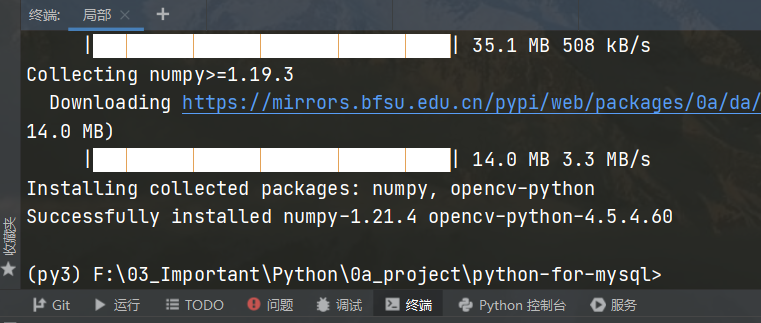 终端: 局部 × +
| | 35.1 MB 508 kB/s
Collecting numpy>=1.19.3
Downloading https://mirrors.bfsu.edu.cn/pypi/web/packages/0a/da/
14.0 MB)
| | 14.0 MB 3.3 MB/s
Installing collected packages: numpy, opencv-python
Successfully installed numpy-1.21.4 opencv-python-4.5.4.60
(py3) F:\03_Important\Python\0a_project\python-for-mysql>
收藏夹
Git 运行 TODO 问题 调试 终端 Python 控制台 服务